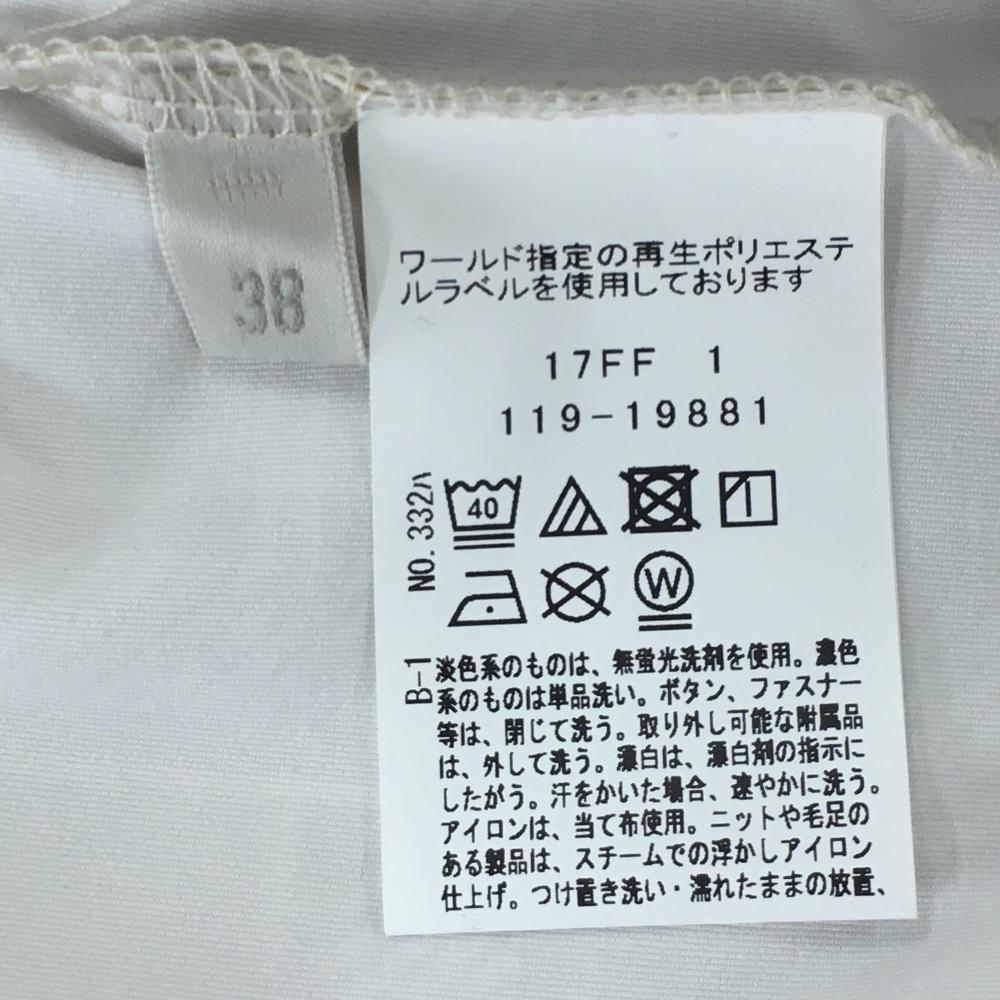 38
ワールド指定の再生ポリエステ
ルラベルを使用しております
17FF 1
119-19881
NO. 332ハ
40
W
B-1
淡色系のものは、無蛍光洗剤を使用。濃色
系のものは単品洗い。ボタン、ファスナー
等は、閉じて洗う。取り外し可能な附属品
は、外して洗う。漂白は、漂白剤の指示に
したがう。汗をかいた場合、速やかに洗う。
アイロンは、当て布使用。ニットや毛足の
ある製品は、スチームでの浮かしアイロン
仕上げ。つけ置き洗い・濡れたままの放置、